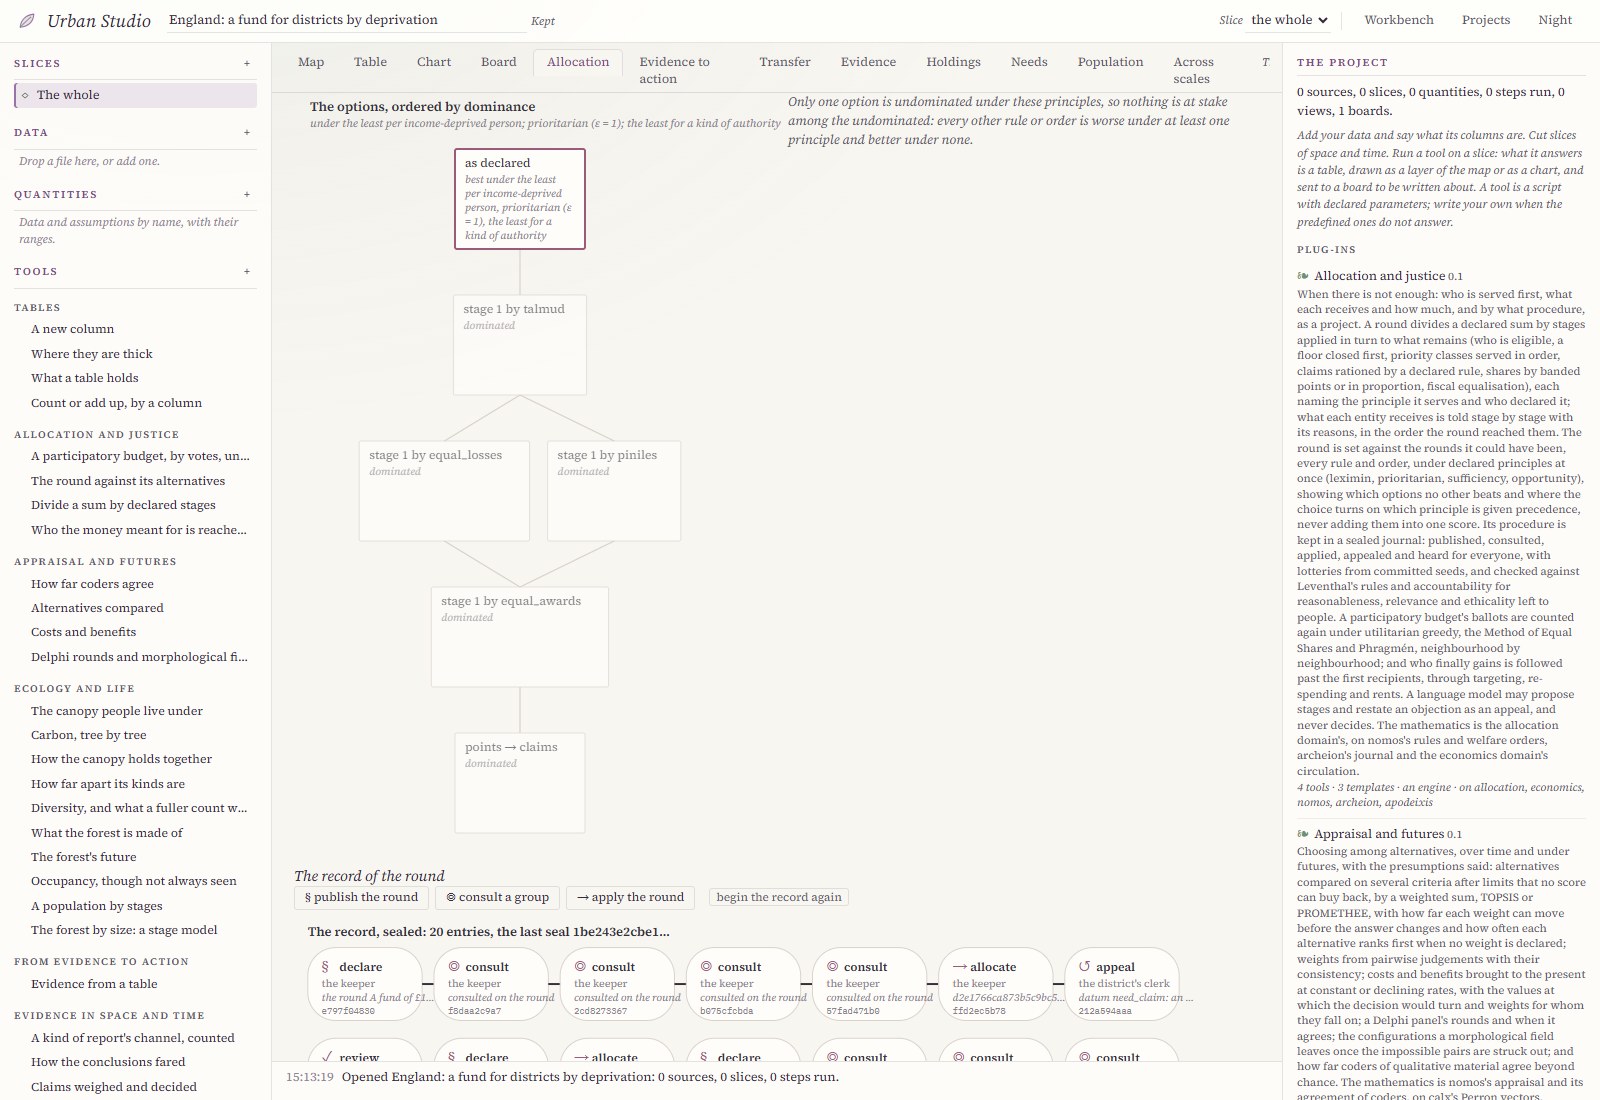 Urban Studio
England: a fund for districts by deprivation
Kept
Slice the whole
Workbench
Projects
Night
SLICES +
The whole
DATA +
Drop a file here, or add one.
QUANTITIES +
Data and assumptions by name, with their
ranges.
TOOLS +
TABLES
A new column
Where they are thick
What a table holds
Count or add up, by a column
ALLOCATION AND JUSTICE
A participatory budget, by votes, un...
The round against its alternatives
Divide a sum by declared stages
Who the money meant for is reache...
APPRAISAL AND FUTURES
How far coders agree
Alternatives compared
Costs and benefits
Delphi rounds and morphological fi...
ECOLOGY AND LIFE
The canopy people live under
Carbon, tree by tree
How the canopy holds together
How far apart its kinds are
Diversity, and what a fuller count w...
What the forest is made of
The forest's future
Occupancy, though not always seen
A population by stages
The forest by size: a stage model
FROM EVIDENCE TO ACTION
Evidence from a table
EVIDENCE IN SPACE AND TIME
A kind of report's channel, counted
How the conclusions fared
Claims weighed and decided
Map
Table
Chart
Board
Allocation
Evidence to
action
Transfer
Evidence
Holdings
Needs
Population
Across
scales
The options, ordered by dominance
under the least per income-deprived person; prioritarian (ε = 1); the least for a kind of authority
Only one option is undominated under these principles, so nothing is at stake
among the undominated: every other rule or order is worse under at least one
principle and better under none.
as declared
best under the least
per income-deprived
person, prioritarian (ε
= 1), the least for a
kind of authority
stage 1 by talmud
dominated
stage 1 by equal_losses
dominated
stage 1 by piniles
dominated
stage 1 by equal_awards
dominated
points → claims
dominated
The record of the round
§ publish the round
◎ consult a group
→ apply the round
begin the record again
The record, sealed: 20 entries, the last seal 1be243e2cbe1...
§ declare
the keeper
the round A fund of £1...
e797f04830
◎ consult
the keeper
consulted on the round
f8daa2c9a7
◎ consult
the keeper
consulted on the round
2cd8273367
◎ consult
the keeper
consulted on the round
b075cfcbda
◎ consult
the keeper
consulted on the round
57fad471b0
→ allocate
the keeper
d2e1766ca873b5c9bc5...
ffd2ec5b78
↺ appeal
the district's clerk
datum need_claim: an ...
212a594aaa
✓ review
§ declare
→ allocate
§ declare
◎ consult
◎ consult
◎ consult
15:13:19 Opened England: a fund for districts by deprivation: 0 sources, 0 slices, 0 steps run.
THE PROJECT
0 sources, 0 slices, 0 quantities, 0 steps run, 0
views, 1 boards.
Add your data and say what its columns are. Cut slices
of space and time. Run a tool on a slice: what it answers
is a table, drawn as a layer of the map or as a chart, and
sent to a board to be written about. A tool is a script
with declared parameters; write your own when the
predefined ones do not answer.
PLUG-INS
Allocation and justice 0.1
When there is not enough: who is served first, what
each receives and how much, and by what procedure,
as a project. A round divides a declared sum by stages
applied in turn to what remains (who is eligible, a
floor closed first, priority classes served in order,
claims rationed by a declared rule, shares by banded
points or in proportion, fiscal equalisation), each
naming the principle it serves and who declared it;
what each entity receives is told stage by stage with
its reasons, in the order the round reached them. The
round is set against the rounds it could have been,
every rule and order, under declared principles at
once (leximin, prioritarian, sufficiency, opportunity),
showing which options no other beats and where the
choice turns on which principle is given precedence,
never adding them into one score. Its procedure is
kept in a sealed journal: published, consulted,
applied, appealed and heard for everyone, with
lotteries from committed seeds, and checked against
Leventhal's rules and accountability for
reasonableness, relevance and ethicality left to
people. A participatory budget's ballots are counted
again under utilitarian greedy, the Method of Equal
Shares and Phragmén, neighbourhood by
neighbourhood; and who finally gains is followed
past the first recipients, through targeting, re-
spending and rents. A language model may propose
stages and restate an objection as an appeal, and
never decides. The mathematics is the allocation
domain's, on nomos's rules and welfare orders,
archeion's journal and the economics domain's
circulation.
4 tools · 3 templates · an engine · on allocation, economics,
nomos, archeion, apodeixis
Appraisal and futures 0.1
Choosing among alternatives, over time and under
futures, with the presumptions said: alternatives
compared on several criteria after limits that no score
can buy back, by a weighted sum, TOPSIS or
PROMETHEE, with how far each weight can move
before the answer changes and how often each
alternative ranks first when no weight is declared;
weights from pairwise judgements with their
consistency; costs and benefits brought to the present
at constant or declining rates, with the values at
which the decision would turn and weights for whom
they fall on; a Delphi panel's rounds and when it
agrees; the configurations a morphological field
leaves once the impossible pairs are struck out; and
how far coders of qualitative material agree beyond
chance. The mathematics is nomos's appraisal and its
agreement of coders, on calx's Perron vectors,